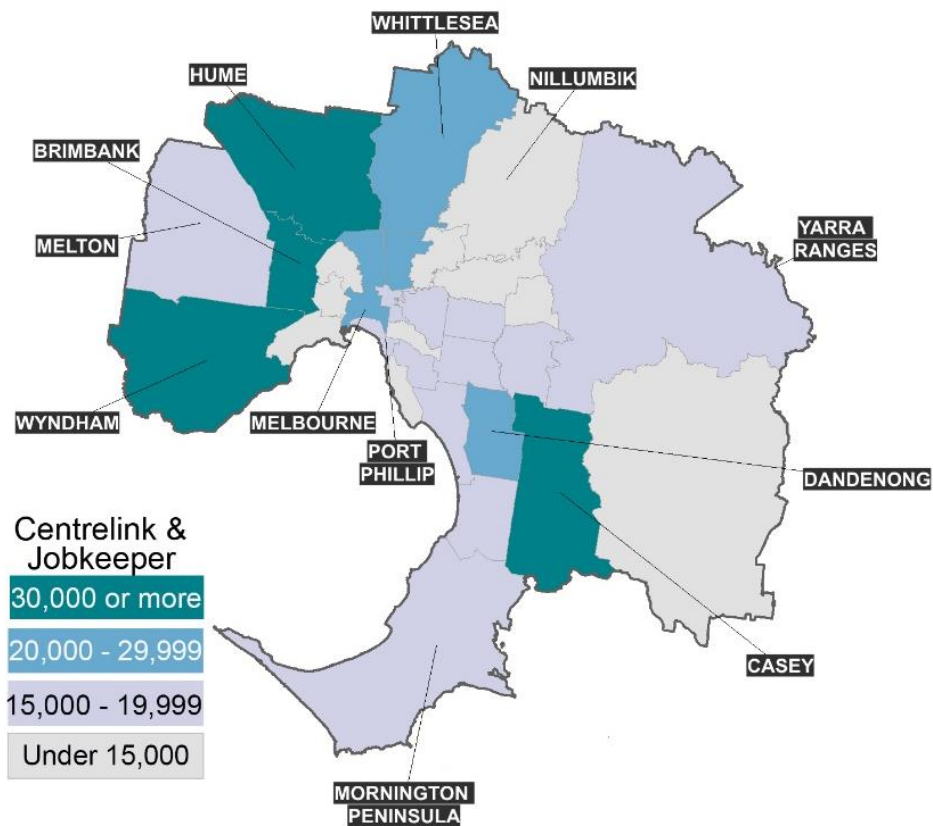 WHITTLESEA
HUME
NILLUMBIK
BRIMBANK
MELTON
YARRA
RANGES
WYNDHAM
MELBOURNE
PORT
PHILLIP
DANDENONG
CASEY
MORNINGTON
PENINSULA
Centrelink &
Jobkeeper
30,000 or more
20,000 - 29,999
15,000 - 19,999
Under 15,000